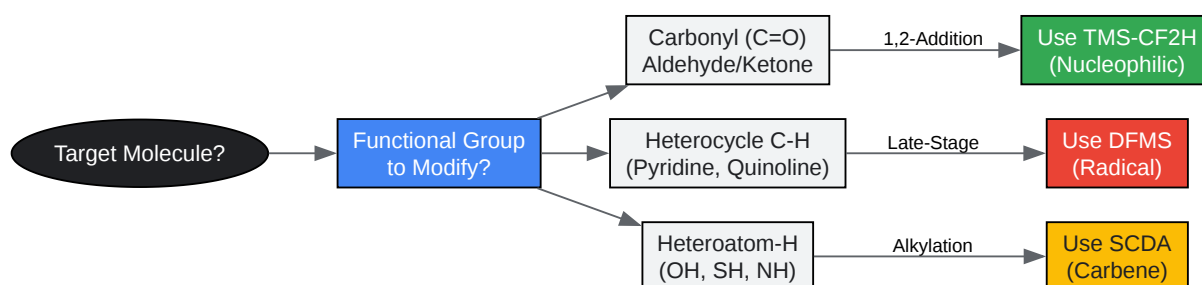 Target Molecule?
Functional Group
to Modify?
Carbonyl (C=O)
Aldehyde/Ketone
1,2-Addition
Use TMS-CF2H
(Nucleophilic)
Heterocycle C-H
(Pyridine, Quinoline)
Late-Stage
Use DFMS
(Radical)
Heteroatom-H
(OH, SH, NH)
Alkylation
Use SCDA
(Carbene)